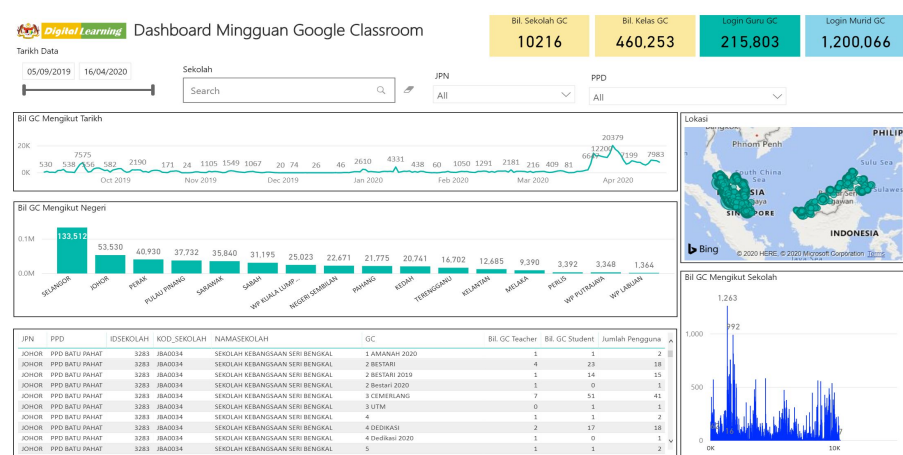 Digital Learning
Dashboard Mingguan Google Classroom
Bil. Sekolah GC
10216
Bil. Kelas GC
460,253
Login Guru GC
215,803
Login Murid GC
1,200,066
Tarikh Data
05/09/2019 16/04/2020
Sekolah
Search
JPN
All
PPD
All
Bil GC Mengikut Tarikh
20K
0K
530 538 556 7575 582 2190 171 24 1105 1549 1067 20 74 26 46 2610 4331 438 60 1050 1291 2181 216 409 81 12200 20379 7199 7983
Oct 2019 Nov 2019 Dec 2019 Jan 2020 Feb 2020 Mar 2020 Apr 2020
Lokasi
Phnom Penh
PHILIP
Sulu Sea
South China
Sea
INDONESIA
Bing
© 2020 HERE, © 2020 Microsoft Corporation Terms
Bil GC Mengikut Negeri
0.1M
0.0M
133,512 53,530 40,930 37,732 35,840 31,195 25,023 22,671 21,775 20,741 16,702 12,685 9,390 3,392 3,348 1,364
SELANGOR JOHOR PERAK PULAU PINANG SARAWAK SABAH WP KUALA LUMP... NEGERI SEMBILAN PAHANG KEDAH TERENGGANU KELANTAN MELAKA PERLIS WP PUTRAJAYA WP LABUAN
Bil GC Mengikut Sekolah
1,263
992
1,000
500
0
0K 10K
JPN PPD IDSEKOLAH KOD_SEKOLAH NAMASEKOLAH GC Bil. GC Teacher Bil. GC Student Jumlah Pengguna
JOHOR PPD BATU PAHAT 3283 JBA0034 SEKOLAH KEBANGSAAN SERI BENGKAL 1 AMANAH 2020 1 1 2
JOHOR PPD BATU PAHAT 3283 JBA0034 SEKOLAH KEBANGSAAN SERI BENGKAL 2 BESTARI 4 23 18
JOHOR PPD BATU PAHAT 3283 JBA0034 SEKOLAH KEBANGSAAN SERI BENGKAL 2 BESTARI 2019 1 14 15
JOHOR PPD BATU PAHAT 3283 JBA0034 SEKOLAH KEBANGSAAN SERI BENGKAL 2 Bestari 2020 1 0 1
JOHOR PPD BATU PAHAT 3283 JBA0034 SEKOLAH KEBANGSAAN SERI BENGKAL 3 CEMERLANG 7 51 41
JOHOR PPD BATU PAHAT 3283 JBA0034 SEKOLAH KEBANGSAAN SERI BENGKAL 3 UTM 0 1 1
JOHOR PPD BATU PAHAT 3283 JBA0034 SEKOLAH KEBANGSAAN SERI BENGKAL 4 1 1 2
JOHOR PPD BATU PAHAT 3283 JBA0034 SEKOLAH KEBANGSAAN SERI BENGKAL 4 DEDIKASI 2 17 18
JOHOR PPD BATU PAHAT 3283 JBA0034 SEKOLAH KEBANGSAAN SERI BENGKAL 4 Dedikasi 2020 1 0 1
JOHOR PPD BATU PAHAT 3283 JBA0034 SEKOLAH KEBANGSAAN SERI BENGKAL 5 1 1 2